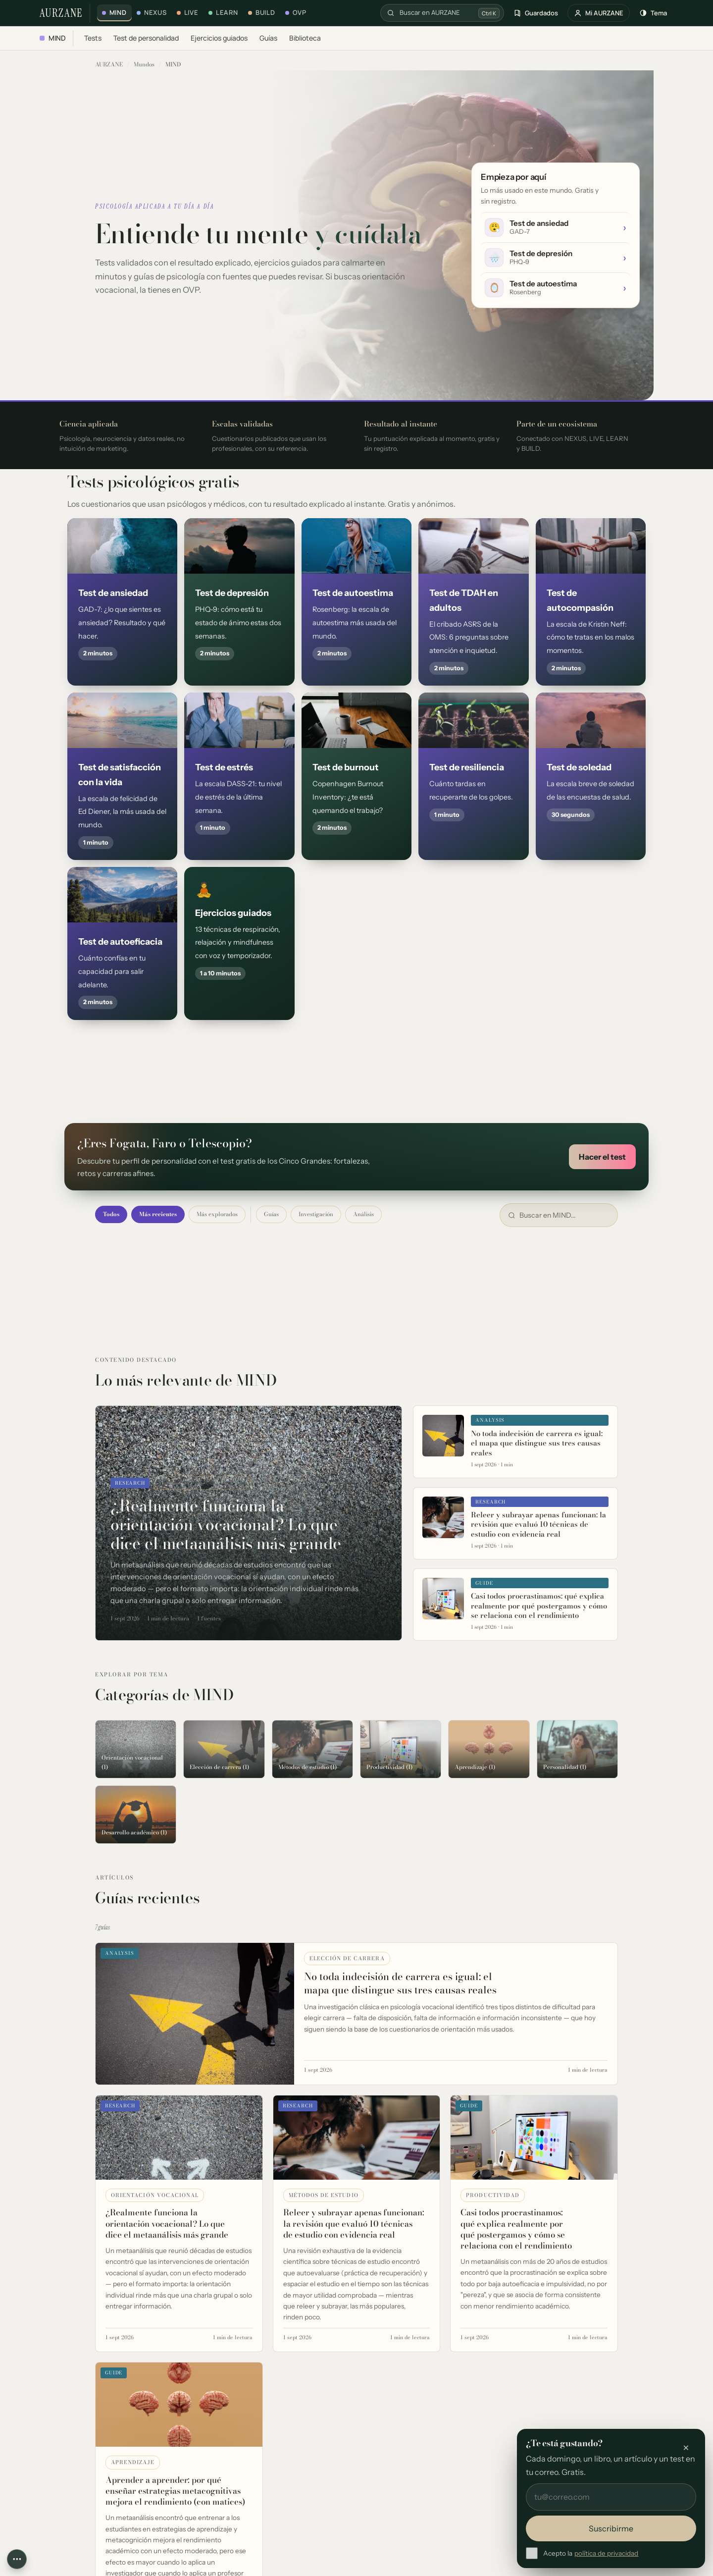 AURZANE
MIND
NEXUS
LIVE
LEARN
BUILD
OVP
Buscar en AURZANE
Ctrl K
Guardados
Mi AURZANE
Tema
MIND
Tests
Test de personalidad
Ejercicios guiados
Guías
Biblioteca
AURZANE / Mundos / MIND
PSICOLOGÍA APLICADA A TU DÍA A DÍA
Entiende tu mente y cuídala
Tests validados con el resultado explicado, ejercicios guiados para calmarte en
minutos y guías de psicología con fuentes que puedes revisar. Si buscas orientación
vocacional, la tienes en OVP.
Empieza por aquí
Lo más usado en este mundo. Gratis y
sin registro.
Test de ansiedad
GAD-7
Test de depresión
PHQ-9
Test de autoestima
Rosenberg
Ciencia aplicada
Psicología, neurociencia y datos reales, no
intuición de marketing.
Escalas validadas
Cuestionarios publicados que usan los
profesionales, con su referencia.
Resultado al instante
Tu puntuación explicada al momento, gratis y
sin registro.
Parte de un ecosistema
Conectado con NEXUS, LIVE, LEARN
y BUILD.
Tests psicológicos gratis
Los cuestionarios que usan psicólogos y médicos, con tu resultado explicado al instante. Gratis y anónimos.
Test de ansiedad
GAD-7: ¿lo que sientes es
ansiedad? Resultado y qué
hacer.
2 minutos
Test de depresión
PHQ-9: cómo está tu
estado de ánimo estas dos
semanas.
2 minutos
Test de autoestima
Rosenberg: la escala de
autoestima más usada del
mundo.
2 minutos
Test de TDAH en
adultos
El cribado ASRS de la
OMS: 6 preguntas sobre
atención e inquietud.
2 minutos
Test de
autocompasión
La escala de Kristin Neff:
cómo te tratas en los malos
momentos.
2 minutos
Test de satisfacción
con la vida
La escala de felicidad de
Ed Diener, la más usada del
mundo.
1 minuto
Test de estrés
La escala DASS-21: tu nivel
de estrés de la última
semana.
1 minuto
Test de burnout
Copenhagen Burnout
Inventory: ¿te está
quemando el trabajo?
2 minutos
Test de resiliencia
Cuánto tardas en
recuperarte de los golpes.
1 minuto
Test de soledad
La escala breve de soledad
de las encuestas de salud.
30 segundos
Test de autoeficacia
Cuánto confías en tu
capacidad para salir
adelante.
2 minutos
Ejercicios guiados
13 técnicas de respiración,
relajación y mindfulness
con voz y temporizador.
1 a 10 minutos
¿Eres Fogata, Faro o Telescopio?
Descubre tu perfil de personalidad con el test gratis de los Cinco Grandes: fortalezas,
retos y carreras afines.
Hacer el test
Todos
Más recientes
Más explorados
Guías
Investigación
Análisis
Buscar en MIND...
CONTENIDO DESTACADO
Lo más relevante de MIND
RESEARCH
¿Realmente funciona la
orientación vocacional? Lo que
dice el metaanálisis más grande
Un metaanálisis que reunió décadas de estudios encontró que las
intervenciones de orientación vocacional sí ayudan, con un efecto
moderado — pero el formato importa: la orientación individual rinde más
que una charla grupal o solo entregar información.
1 sept 2026 1 min de lectura 1 fuentes
ANALYSIS
No toda indecisión de carrera es igual:
el mapa que distingue sus tres causas
reales
1 sept 2026 · 1 min
RESEARCH
Releer y subrayar apenas funcionan: la
revisión que evaluó 10 técnicas de
estudio con evidencia real
1 sept 2026 · 1 min
GUIDE
Casi todos procrastinamos: qué explica
realmente por qué postergamos y cómo
se relaciona con el rendimiento
1 sept 2026 · 1 min
EXPLORAR POR TEMA
Categorías de MIND
Orientación vocacional
(1)
Elección de carrera (1)
Métodos de estudio (1)
Productividad (1)
Aprendizaje (1)
Personalidad (1)
Desarrollo académico (1)
ARTÍCULOS
Guías recientes
7 guías
ANALYSIS
ELECCIÓN DE CARRERA
No toda indecisión de carrera es igual: el
mapa que distingue sus tres causas reales
Una investigación clásica en psicología vocacional identificó tres tipos distintos de dificultad para
elegir carrera — falta de disposición, falta de información e información inconsistente — que hoy
siguen siendo la base de los cuestionarios de orientación más usados.
1 sept 2026
1 min de lectura
RESEARCH
ORIENTACIÓN VOCACIONAL
¿Realmente funciona la
orientación vocacional? Lo que
dice el metaanálisis más grande
Un metaanálisis que reunió décadas de estudios
encontró que las intervenciones de orientación
vocacional sí ayudan, con un efecto moderado
— pero el formato importa: la orientación
individual rinde más que una charla grupal o solo
entregar información.
1 sept 2026
1 min de lectura
RESEARCH
MÉTODOS DE ESTUDIO
Releer y subrayar apenas funcionan:
la revisión que evaluó 10 técnicas
de estudio con evidencia real
Una revisión exhaustiva de la evidencia
científica sobre técnicas de estudio encontró
que autoevaluarse (práctica de recuperación) y
espaciar el estudio en el tiempo son las técnicas
de mayor utilidad comprobada — mientras
que releer y subrayar, las más populares,
rinden poco.
1 sept 2026
1 min de lectura
GUIDE
PRODUCTIVIDAD
Casi todos procrastinamos:
qué explica realmente por
qué postergamos y cómo se
relaciona con el rendimiento
Un metaanálisis con más de 20 años de estudios
encontró que la procrastinación se explica sobre
todo por baja autoeficacia e impulsividad, no por
"pereza", y que se asocia de forma consistente
con menor rendimiento académico.
1 sept 2026
1 min de lectura
GUIDE
APRENDIZAJE
Aprender a aprender: por qué
enseñar estrategias metacognitivas
mejora el rendimiento (con matices)
Un metaanálisis encontró que entrenar a los
estudiantes en estrategias de aprendizaje y
metacognición mejora el rendimiento
académico con un efecto moderado, pero ese
efecto es mayor cuando lo aplica un
investigador que cuando lo aplica un profesor
¿Te está gustando?
Cada domingo, un libro, un artículo y un test en
tu correo. Gratis.
tu@correo.com
Suscribirme
Acepto la política de privacidad